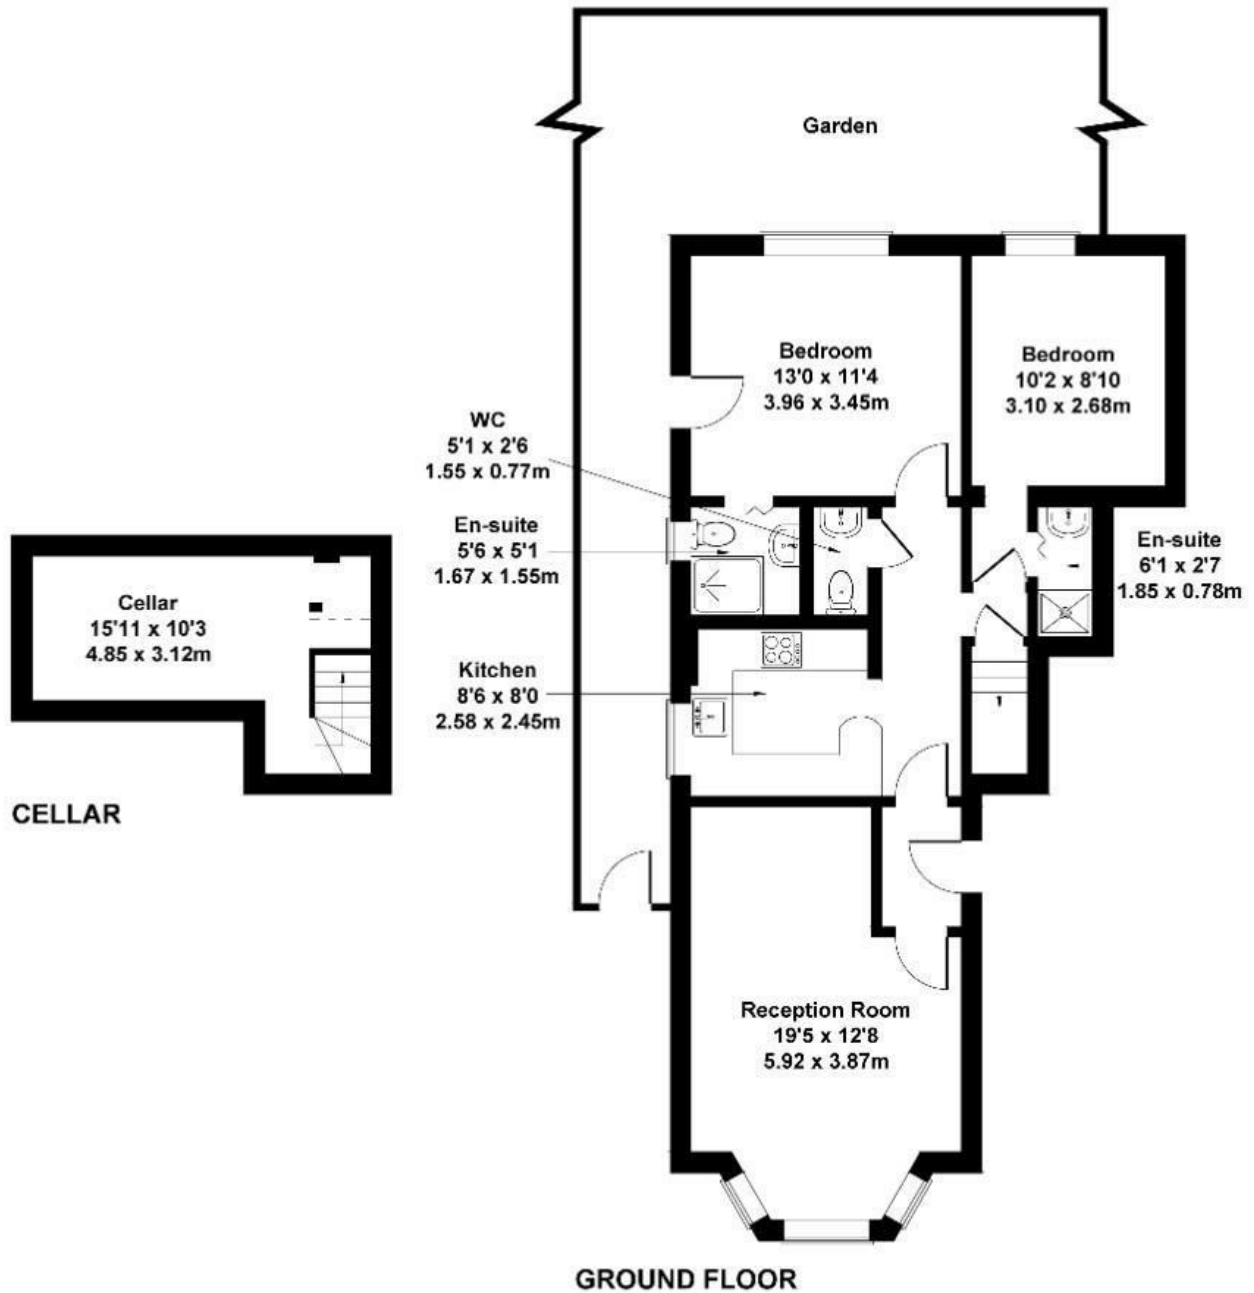 Garden
Bedroom
13'0 x 11'4
3.96 x 3.45m
Bedroom
10'2 x 8'10
3.10 x 2.68m
WC
5'1 x 2'6
1.55 x 0.77m
En-suite
5'6 x 5'1
1.67 x 1.55m
En-suite
6'1 x 2'7
1.85 x 0.78m
Cellar
15'11 x 10'3
4.85 x 3.12m
Kitchen
8'6 x 8'0
2.58 x 2.45m
CELLAR
Reception Room
19'5 x 12'8
5.92 x 3.87m
GROUND FLOOR